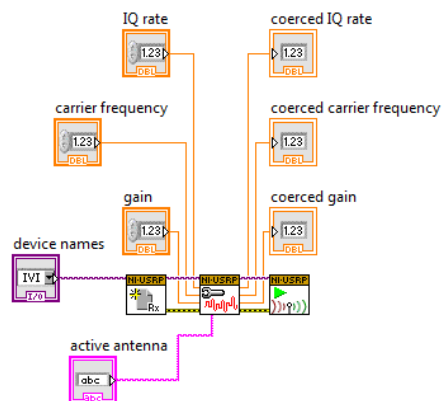 IQ rate
coerced IQ rate
1.23
DBL
1.23
DBL
carrier frequency
coerced carrier frequency
1.23
DBL
1.23
DBL
gain
coerced gain
1.23
DBL
1.23
DBL
device names
IVI
I/O
NI-USRP
Rx
NI-USRP
NI-USRP
active antenna
abc
abc